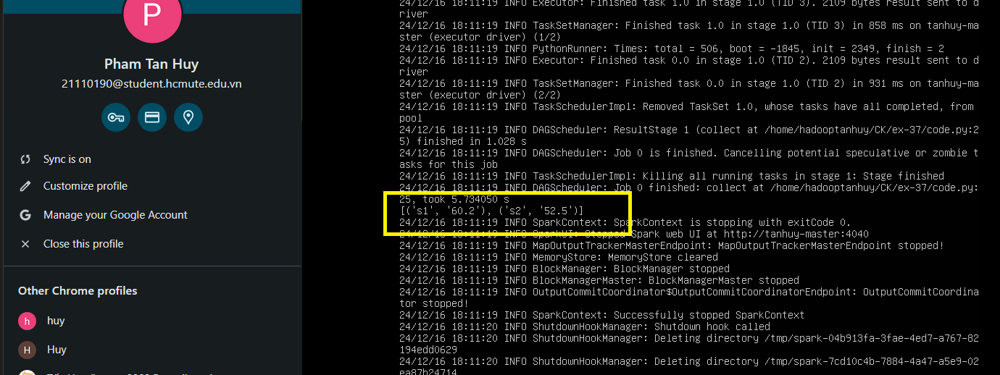 P
Pham Tan Huy
21110190@student.hcmute.edu.vn
Sync is on
Customize profile
Manage your Google Account
Close this profile
Other Chrome profiles
h huy
H Huy
24/12/16 18:11:19 INFO Executor: Finished task 1.0 in stage 1.0 (TID 3). 2109 bytes result sent to d
river
24/12/16 18:11:19 INFO TaskSetManager: Finished task 1.0 in stage 1.0 (TID 3) in 858 ms on tanhuy-ma
ster (executor driver) (1/2)
24/12/16 18:11:19 INFO PythonRunner: Times: total = 506, boot = -1845, init = 2349, finish = 2
24/12/16 18:11:19 INFO Executor: Finished task 0.0 in stage 1.0 (TID 2). 2109 bytes result sent to d
river
24/12/16 18:11:19 INFO TaskSetManager: Finished task 0.0 in stage 1.0 (TID 2) in 931 ms on tanhuy-ma
ster (executor driver) (2/2)
24/12/16 18:11:19 INFO TaskSchedulerImpl: Removed TaskSet 1.0, whose tasks have all completed, from
pool
24/12/16 18:11:19 INFO DAGScheduler: ResultStage 1 (collect at /home/hadooptanhuy/CK/ex-37/code.py:2
5) finished in 1.028 s
24/12/16 18:11:19 INFO DAGScheduler: Job 0 is finished. Cancelling potential speculative or zombie t
asks for this job
24/12/16 18:11:19 INFO TaskSchedulerImpl: Killing all running tasks in stage 1: Stage finished
24/12/16 18:11:19 INFO DAGScheduler: Job 0 finished: collect at /home/hadooptanhuy/CK/ex-37/code.py:
25, took 5.734050 s
[('s1', '60.2'), ('s2', '52.5')]
24/12/16 18:11:19 INFO SparkContext: SparkContext is stopping with exitCode 0.
24/12/16 18:11:19 INFO SparkUI: Stopped Spark web UI at http://tanhuy-master:4040
24/12/16 18:11:19 INFO MapOutputTrackerMasterEndpoint: MapOutputTrackerMasterEndpoint stopped!
24/12/16 18:11:19 INFO MemoryStore: MemoryStore cleared
24/12/16 18:11:19 INFO BlockManager: BlockManager stopped
24/12/16 18:11:19 INFO BlockManagerMaster: BlockManagerMaster stopped
24/12/16 18:11:19 INFO OutputCommitCoordinator$OutputCommitCoordinatorEndpoint: OutputCommitCoordina
tor stopped!
24/12/16 18:11:19 INFO SparkContext: Successfully stopped SparkContext
24/12/16 18:11:20 INFO ShutdownHookManager: Shutdown hook called
24/12/16 18:11:20 INFO ShutdownHookManager: Deleting directory /tmp/spark-04b913fa-3fae-4ed7-a767-82
194edd0629
24/12/16 18:11:20 INFO ShutdownHookManager: Deleting directory /tmp/spark-7cd10c4b-7884-4a47-a5e9-02
ea87b24714